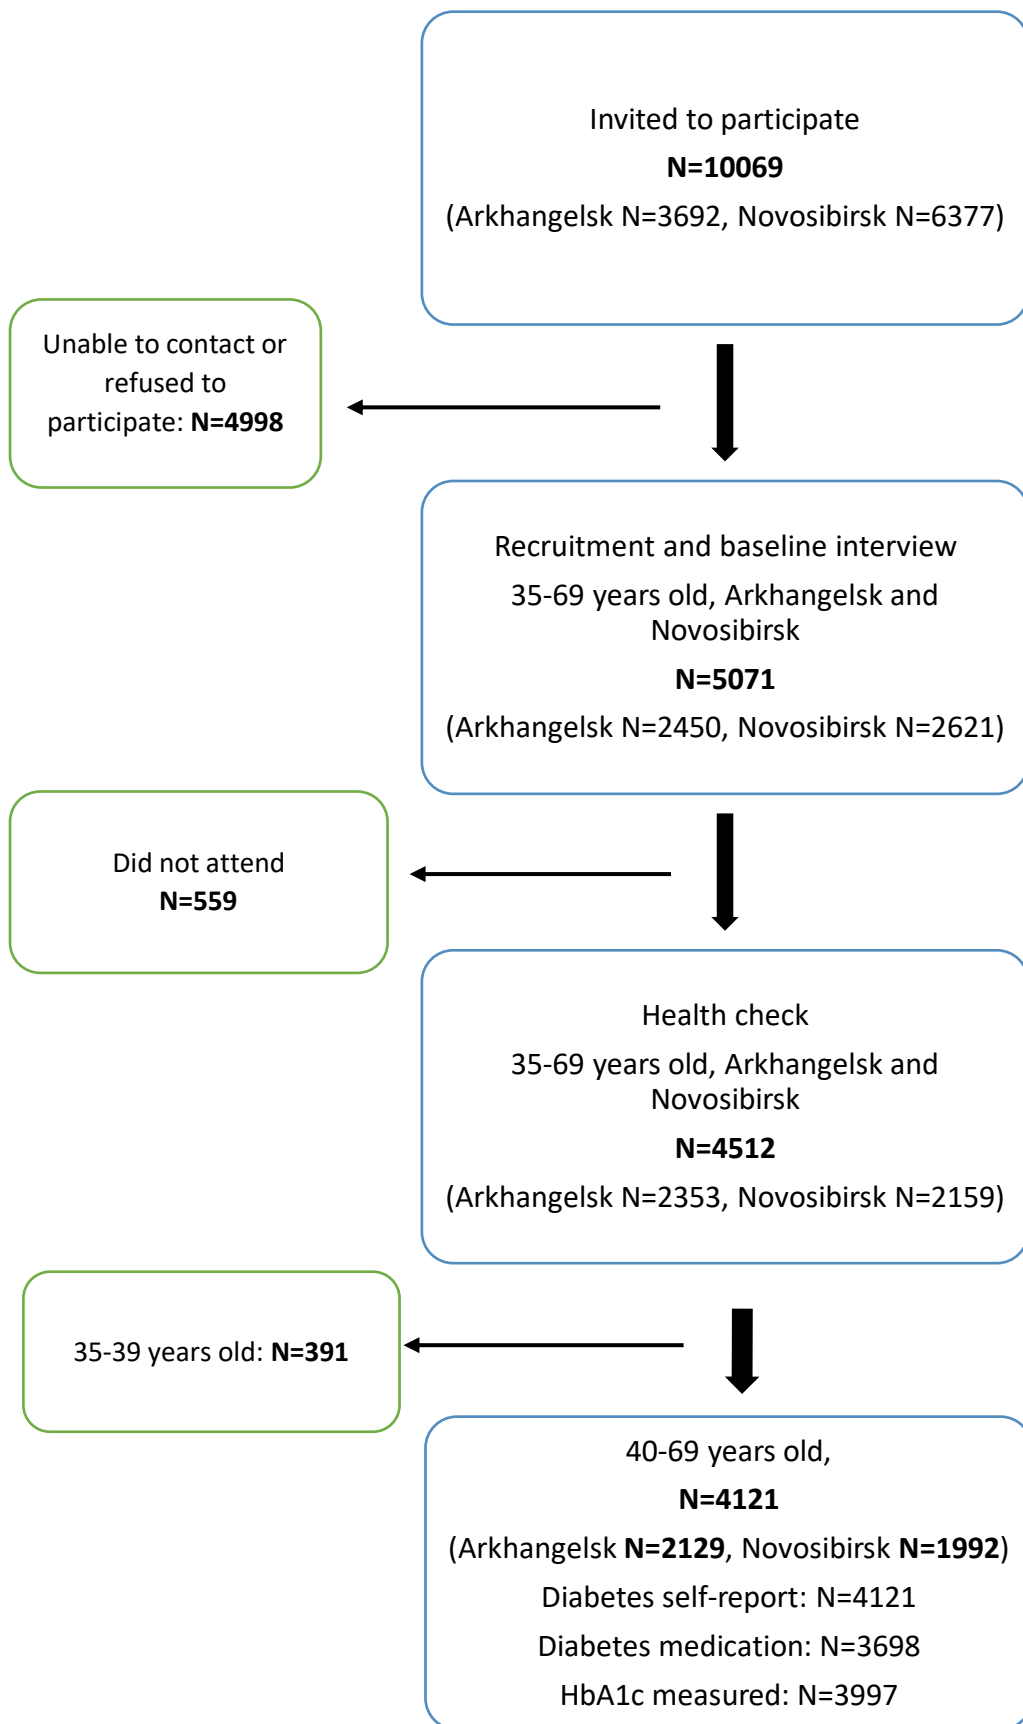 Invited to participate
N=10069
(Arkhangelsk N=3692, Novosibirsk N=6377)
Unable to contact or
refused to
participate: N=4998
Recruitment and baseline interview
35-69 years old, Arkhangelsk and
Novosibirsk
N=5071
(Arkhangelsk N=2450, Novosibirsk N=2621)
Did not attend
N=559
Health check
35-69 years old, Arkhangelsk and
Novosibirsk
N=4512
(Arkhangelsk N=2353, Novosibirsk N=2159)
35-39 years old: N=391
40-69 years old,
N=4121
(Arkhangelsk N=2129, Novosibirsk N=1992)
Diabetes self-report: N=4121
Diabetes medication: N=3698
HbA1c measured: N=3997